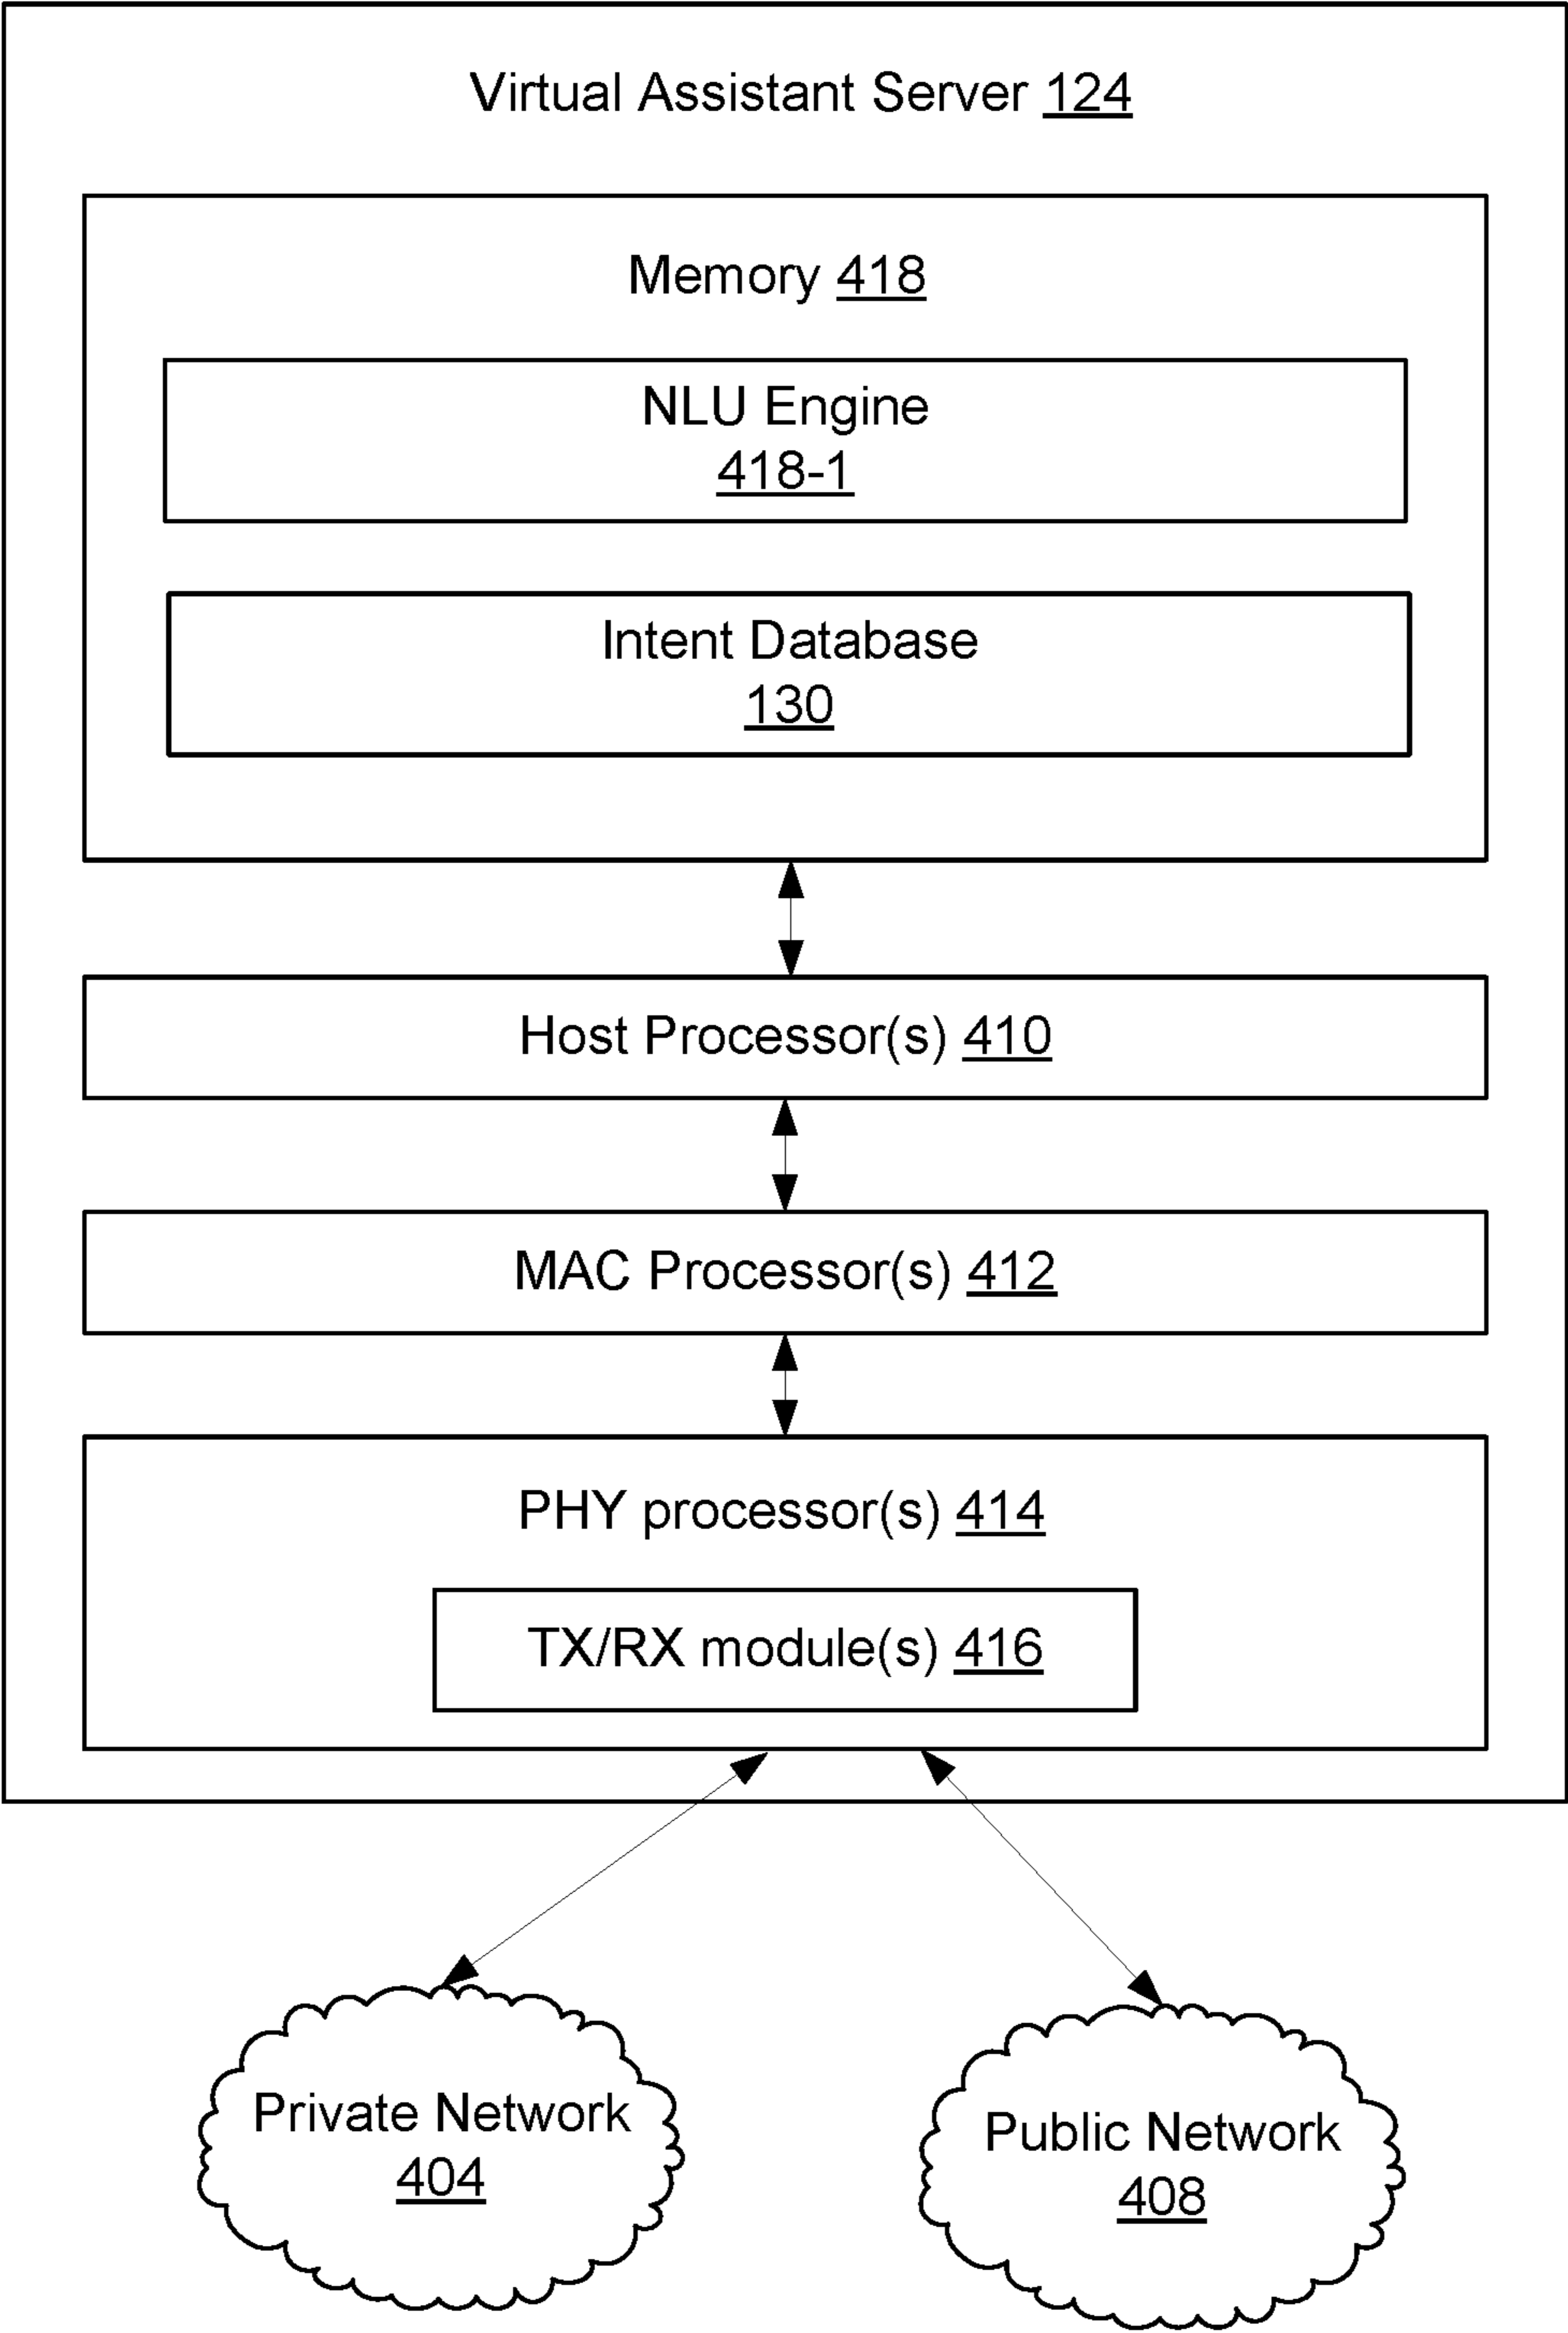 Virtual Assistant Server 124
Memory 418
NLU Engine
418-1
Intent Database
130
Host Processor(s) 410
MAC Processor(s) 412
PHY processor(s) 414
TX/RX module(s) 416
Private Network
404
Public Network
408